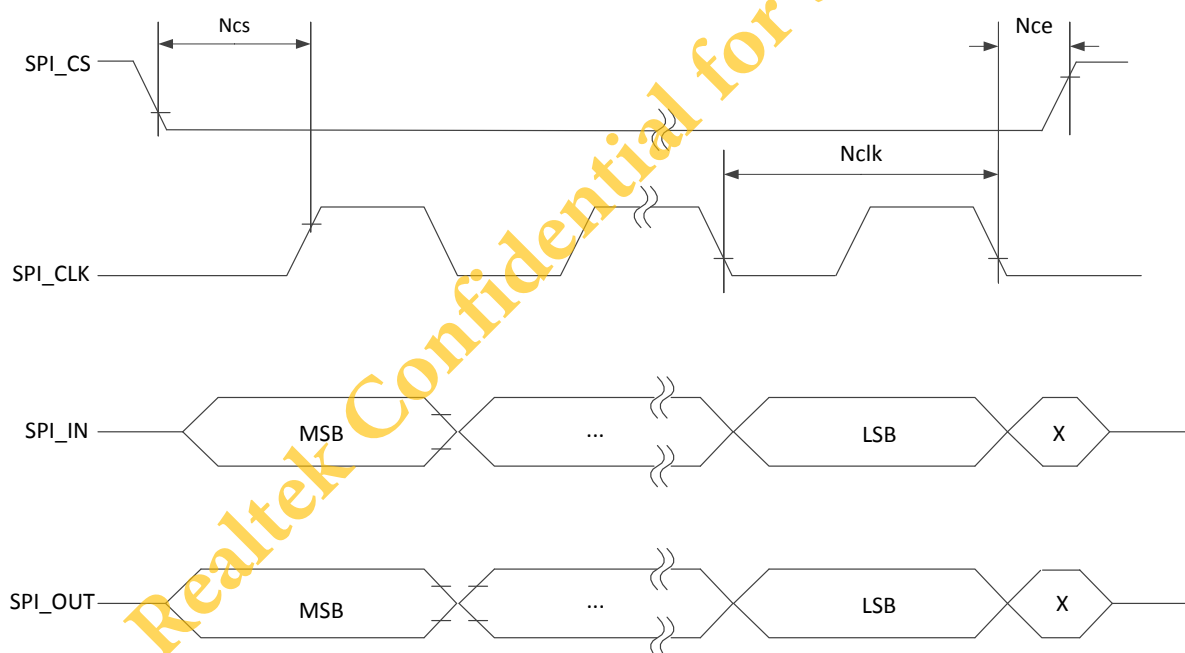 Ncs
Nce
SPI_CS
Nclk
SPI_CLK
SPI_IN
MSB
...
LSB
X
SPI_OUT
MSB
...
LSB
X
Realtek Confidential for